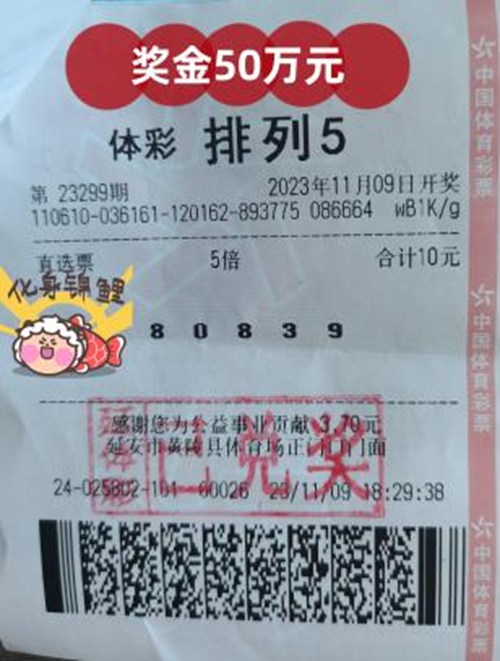 奖金50万元
体彩 排列5
第 23299期 2023年11月09日开奖
110610-036161-120162-893775 086664 wB1K/g
直选票 5倍 合计10元
化身锦鲤
8 0 8 3 9
感谢您为公益事业贡献 3.70元
延安市黄陵县体育场正门门面
24-025802-101 00026 23/11/09 18:29:38
已兑奖
中国体育彩票
中国体育彩票
中国体育彩票